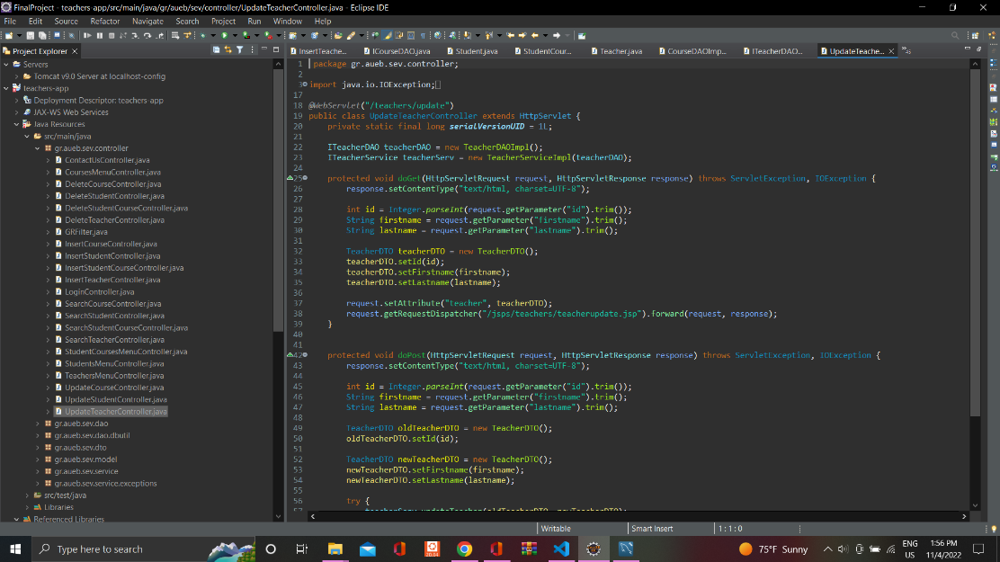 FinalProject - teachers-app/src/main/java/gr/aueb/sev/controller/UpdateTeacherController.java - Eclipse IDE
File Edit Source Refactor Navigate Search Project Run Window Help
Project Explorer
InsertTeache... ICourseDAO.java Student.java StudentCour... Teacher.java CourseDAOImp... ITeacherDAO... UpdateTeache...
Servers
Tomcat v9.0 Server at localhost-config
teachers-app
Deployment Descriptor: teachers-app
JAX-WS Web Services
Java Resources
src/main/java
gr.aueb.sev.controller
ContactUsController.java
CoursesMenuController.java
DeleteCourseController.java
DeleteStudentController.java
DeleteStudentCourseController.java
DeleteTeacherController.java
GRFilter.java
InsertCourseController.java
InsertStudentController.java
InsertStudentCourseController.java
InsertTeacherController.java
LoginController.java
SearchCourseController.java
SearchStudentController.java
SearchStudentCourseController.java
SearchTeacherController.java
StudentCoursesMenuController.java
StudentsMenuController.java
TeachersMenuController.java
UpdateCourseController.java
UpdateStudentController.java
UpdateTeacherController.java
gr.aueb.sev.dao
gr.aueb.sev.dao.dbutil
gr.aueb.sev.dto
gr.aueb.sev.model
gr.aueb.sev.service
gr.aueb.sev.service.exceptions
src/test/java
Libraries
Referenced Libraries
1 package gr.aueb.sev.controller;
2
3 import java.io.IOException;
17
18 @WebServlet("/teachers/update")
19 public class UpdateTeacherController extends HttpServlet {
20 private static final long serialVersionUID = 1L;
21
22 ITeacherDAO teacherDAO = new TeacherDAOImpl();
23 ITeacherService teacherServ = new TeacherServiceImpl(teacherDAO);
24
25 protected void doGet(HttpServletRequest request, HttpServletResponse response) throws ServletException, IOException {
26 response.setContentType("text/html, charset=UTF-8");
27
28 int id = Integer.parseInt(request.getParameter("id").trim());
29 String firstname = request.getParameter("firstname").trim();
30 String lastname = request.getParameter("lastname").trim();
31
32 TeacherDTO teacherDTO = new TeacherDTO();
33 teacherDTO.setId(id);
34 teacherDTO.setFirstname(firstname);
35 teacherDTO.setLastname(lastname);
36
37 request.setAttribute("teacher", teacherDTO);
38 request.getRequestDispatcher("/jsps/teachers/teacherupdate.jsp").forward(request, response);
39 }
40
41
42 protected void doPost(HttpServletRequest request, HttpServletResponse response) throws ServletException, IOException {
43 response.setContentType("text/html, charset=UTF-8");
44
45 int id = Integer.parseInt(request.getParameter("id").trim());
46 String firstname = request.getParameter("firstname").trim();
47 String lastname = request.getParameter("lastname").trim();
48
49 TeacherDTO oldTeacherDTO = new TeacherDTO();
50 oldTeacherDTO.setId(id);
51
52 TeacherDTO newTeacherDTO = new TeacherDTO();
53 newTeacherDTO.setFirstname(firstname);
54 newTeacherDTO.setLastname(lastname);
55
56 try {
57 teacherServ.updateTeacher(oldTeacherDTO, newTeacherDTO);
Writable Smart Insert 1 : 1 : 0
Type here to search
75°F Sunny
ENG
US
1:56 PM
11/4/2022